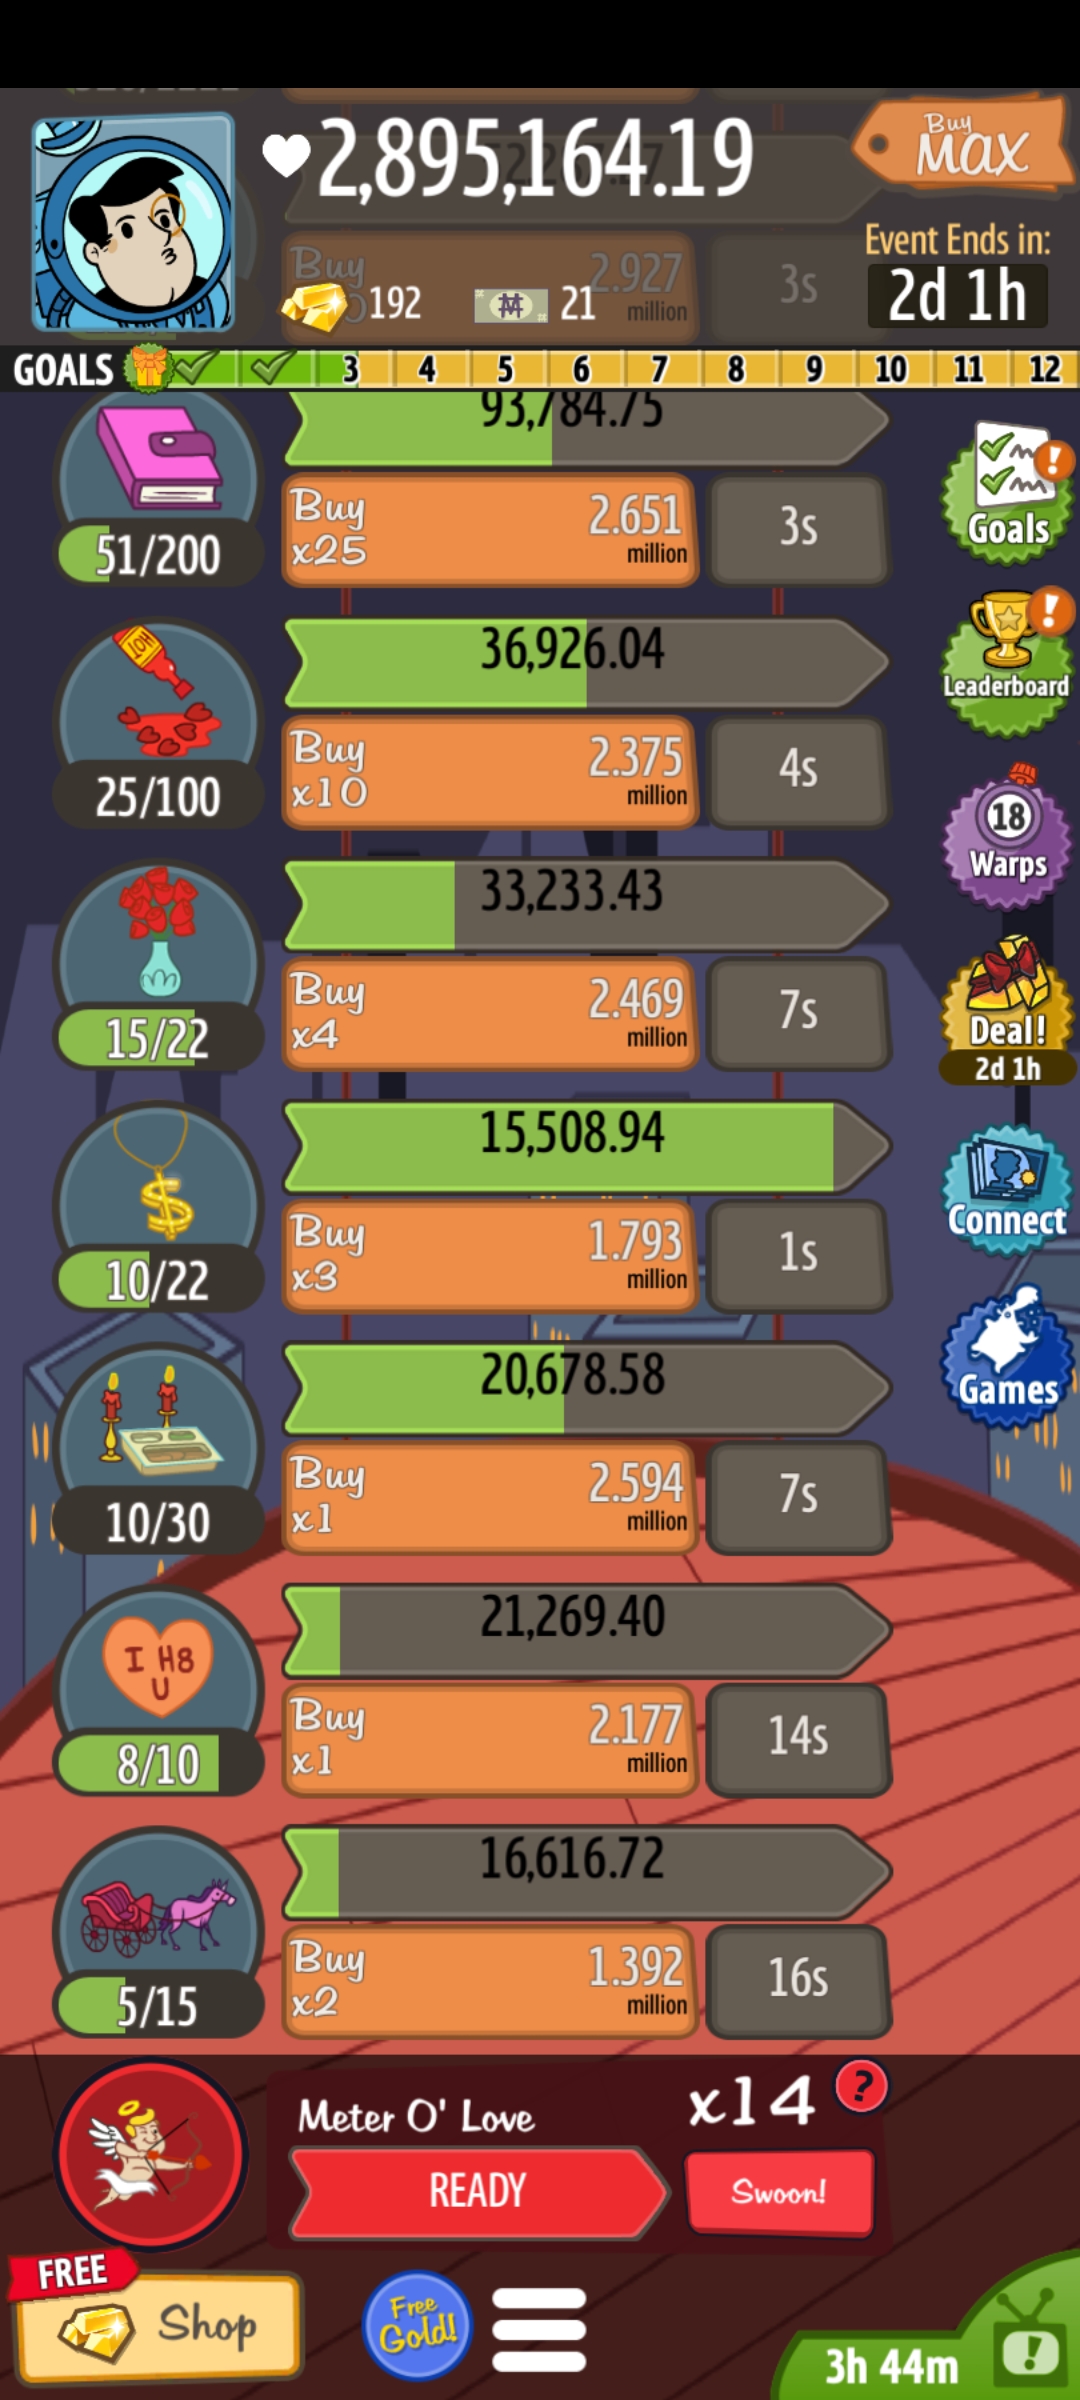 2,895,164.19
Buy
MAX
Event Ends in:
2d 1h
Buy
2.927
million
3s
192
21
GOALS 3 4 5 6 7 8 9 10 11 12
93,784.75
51/200
Buy
x25
2.651
million
3s
Goals
HOT
36,926.04
25/100
Buy
x10
2.375
million
4s
Leaderboard
18
Warps
33,233.43
15/22
Buy
x4
2.469
million
7s
Deal!
2d 1h
15,508.94
10/22
Buy
x3
1.793
million
1s
Connect
20,678.58
10/30
Buy
x1
2.594
million
7s
Games
I H8
U
21,269.40
8/10
Buy
x1
2.177
million
14s
16,616.72
5/15
Buy
x2
1.392
million
16s
Meter O' Love
x14
?
READY
Swoon!
FREE
Shop
Free
Gold!
3h 44m